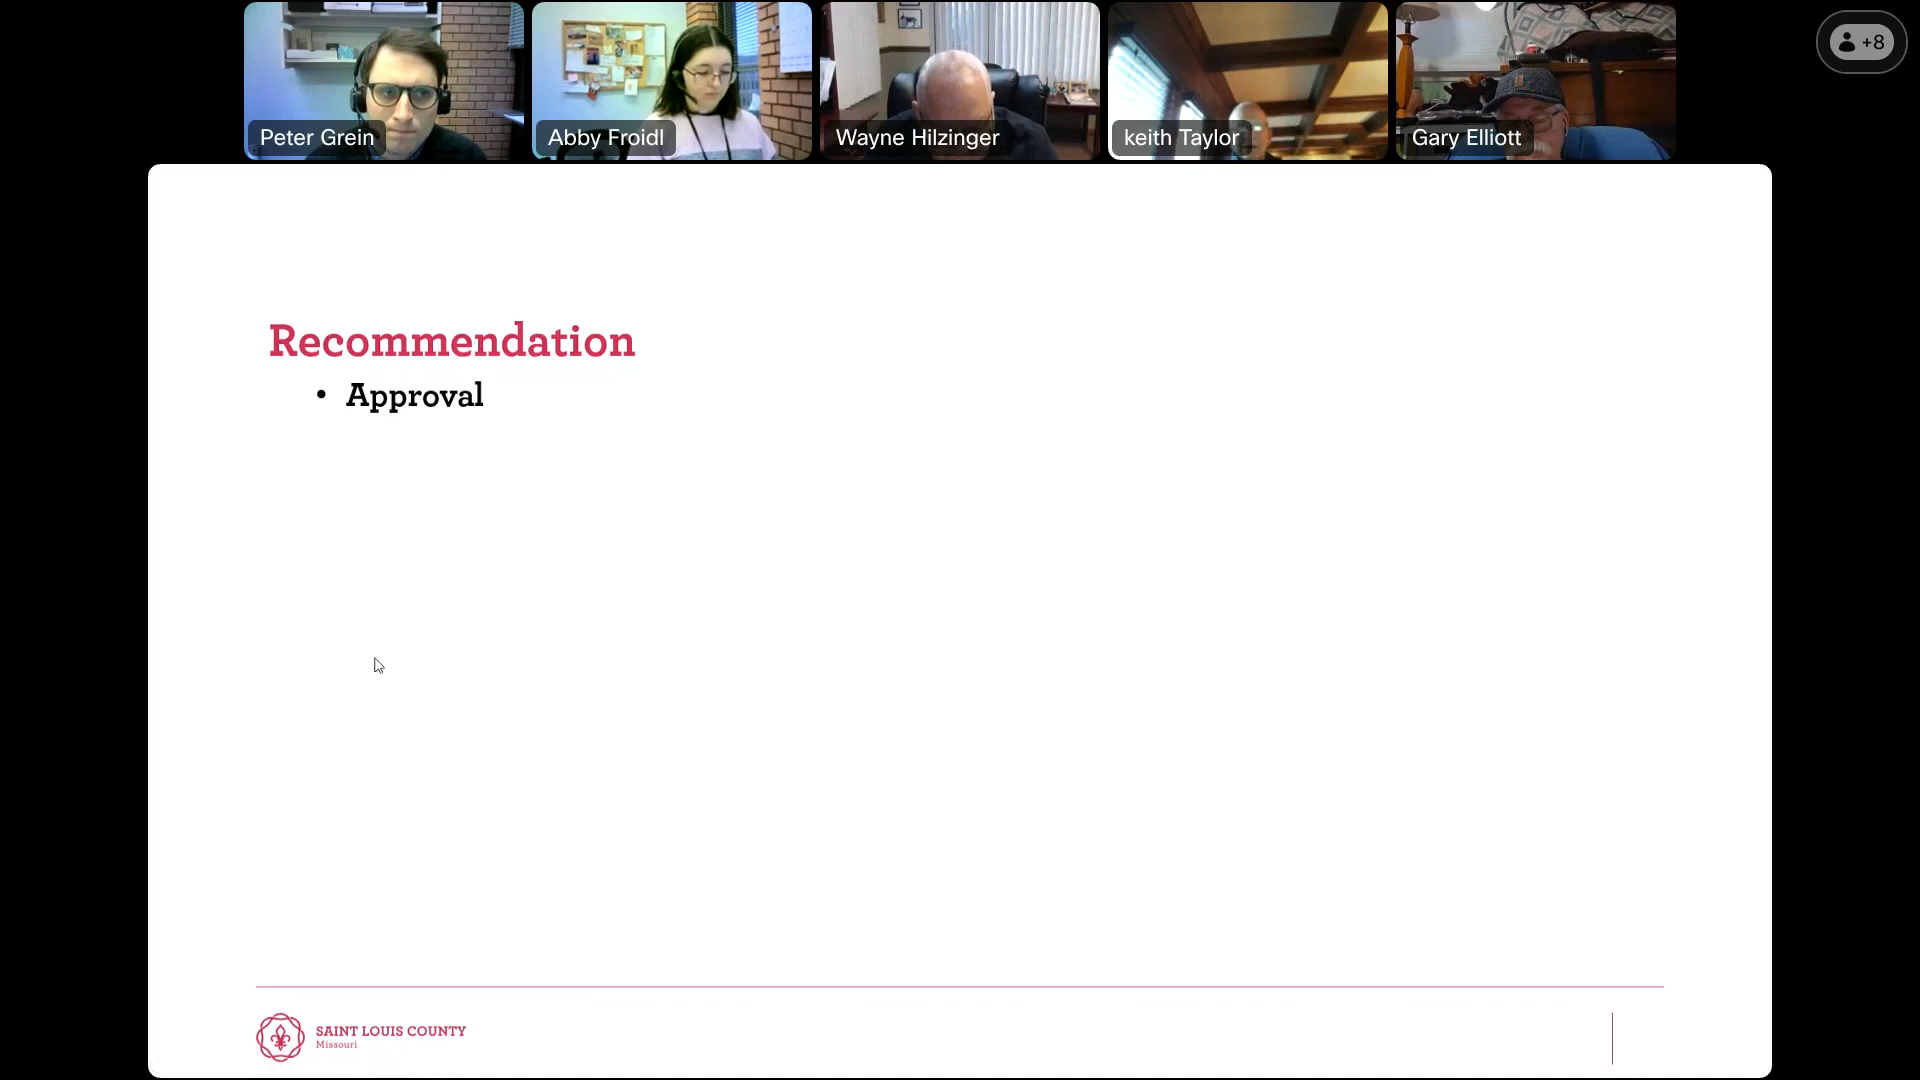 Peter Grein
Abby Froidl
Wayne Hilzinger
keith Taylor
Gary Elliott
+8
Recommendation
• Approval
SAINT LOUIS COUNTY
Missouri